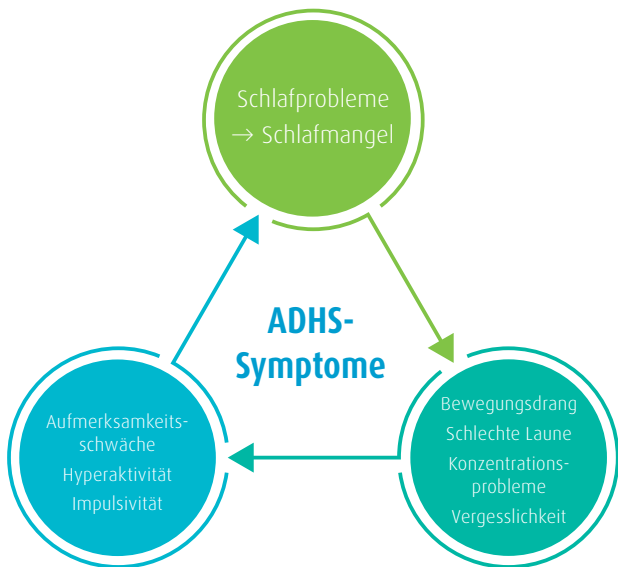 Schlafprobleme
→ Schlafmangel
ADHS-
Symptome
Aufmerksamkeits-
schwäche
Hyperaktivität
Impulsivität
Bewegungsdrang
Schlechte Laune
Konzentrations-
probleme
Vergesslichkeit